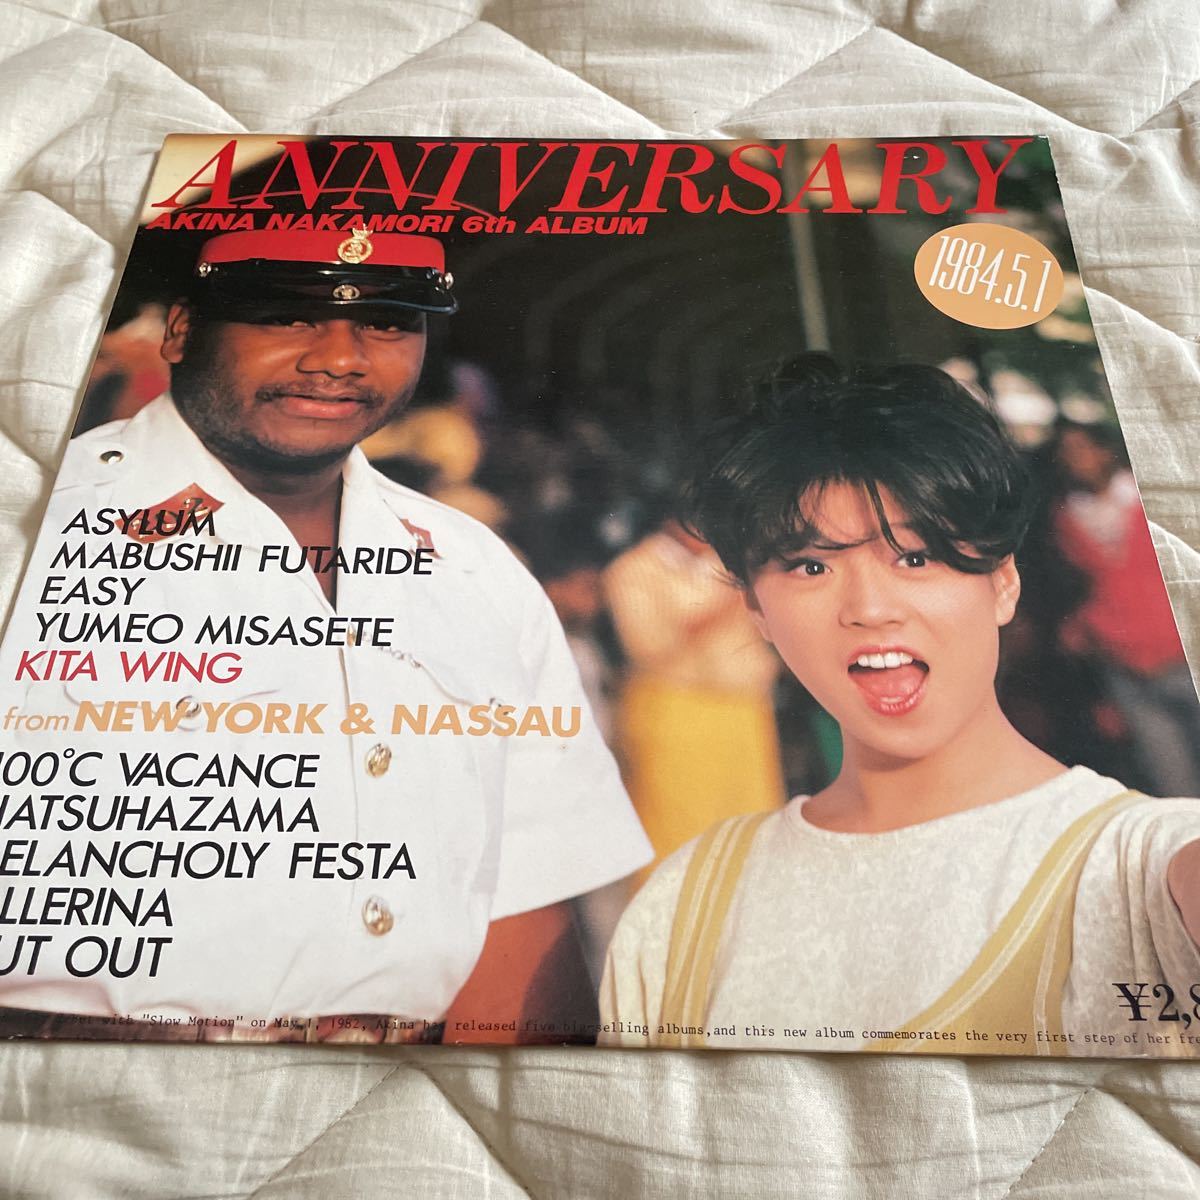 ANNIVERSARY
AKINA NAKAMORI 6th ALBUM
1984.5.1
ASYLUM
MABUSHII FUTARIDE
EASY
YUMEO MISASETE
KITA WING
from NEW YORK & NASSAU
100℃ VACANCE
HATSUHAZAMA
ELANCHOLY FESTA
LLERINA
UT OUT
¥2,8
with "Slow Motion" on May 1, 1982, Akina has released five big-selling albums,and this new album commemorates the very first step of her fre